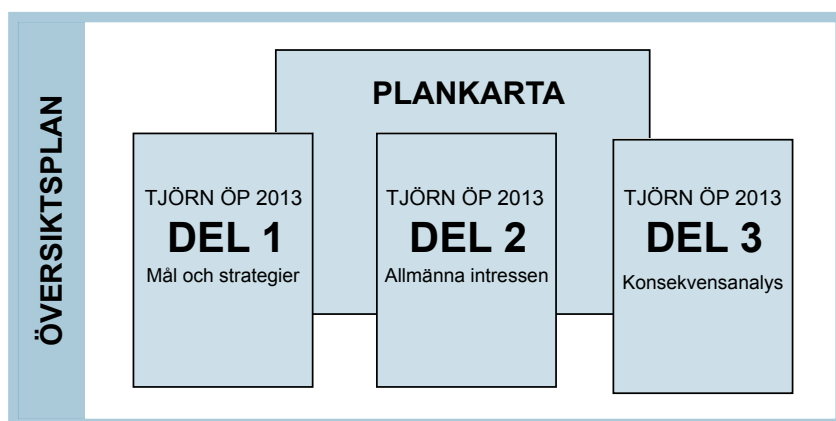 ÖVERSIKTSPLAN
PLANKARTA
TJÖRN ÖP 2013
DEL 1
Mål och strategier
TJÖRN ÖP 2013
DEL 2
Allmänna intressen
TJÖRN ÖP 2013
DEL 3
Konsekvensanalys